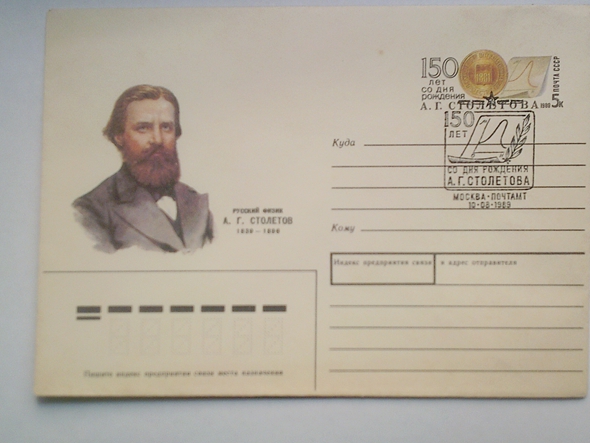 150
лет
со дня
рождения
А. Г. СТОЛЕТОВА
1989
ПОЧТА СССР
5К
150
ЛЕТ
СО ДНЯ РОЖДЕНИЯ
А. Г. СТОЛЕТОВА
МОСКВА · ПОЧТАМТ
10-08-1989
Куда
РУССКИЙ ФИЗИК
А. Г. СТОЛЕТОВ
1839 — 1896
Кому
Индекс предприятия связи и адрес отправителя
Пишите индекс предприятия связи места назначения